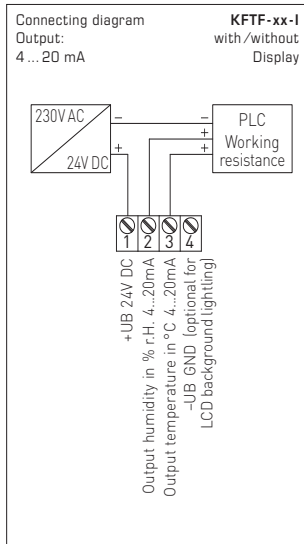 Connecting diagram
Output:
4 ... 20 mA
KFTF-xx-I
with /without
Display
230V AC
24V DC
–
+
–
+
+
PLC
Working
resistance
1 2 3 4
+UB 24V DC
Output humidity in % r.H. 4...20mA
Output temperature in °C 4...20mA
–UB GND (optional for
LCD background lightling)